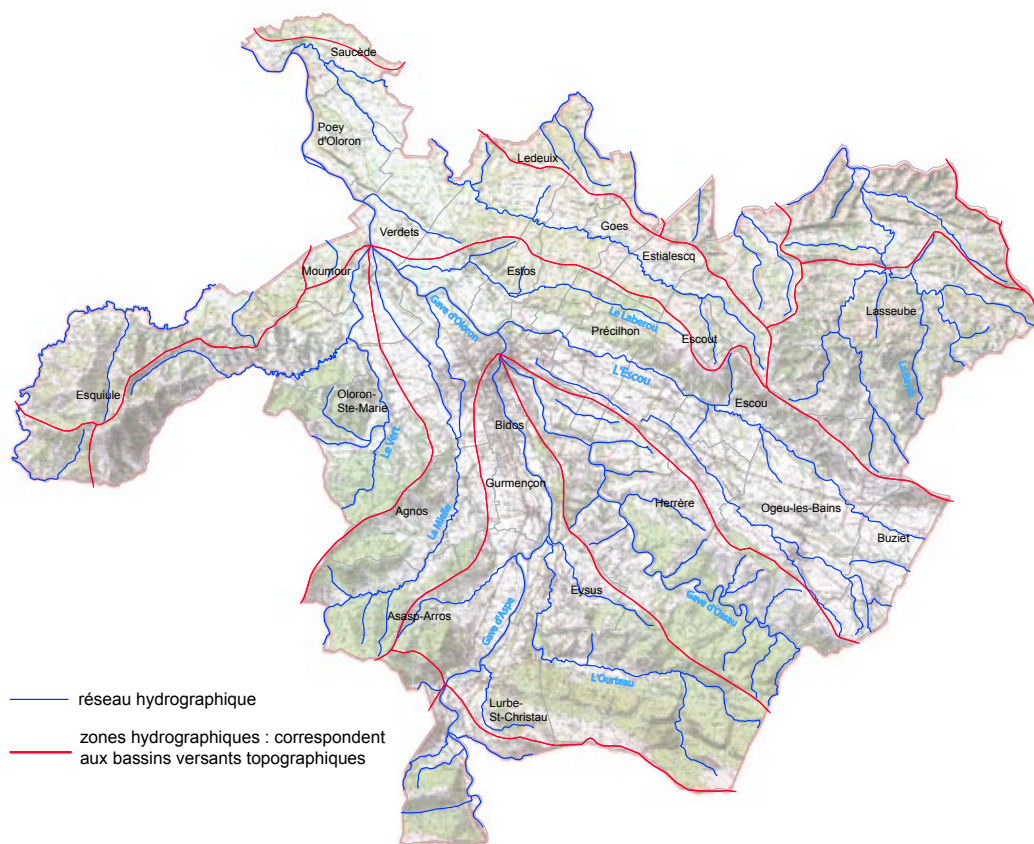 Saucède
Poey
d'Oloron
Ledeuix
Verdets
Goes
Estialescq
Moumour
Estos
Gave d'Oloron
Le Laberou
Précilhon
Escout
Lasseube
L'Escou
Esquiule
Oloron-
Ste-Marie
Escou
Bidos
Le Vert
Gurmençon
Agnos
La Mielle
Herrère
Ogeu-les-Bains
Buziet
Eysus
Gave d'Ossau
Asasp-Arros
Gave d'Aspe
L'Ourtau
Lurbe-
St-Christau
réseau hydrographique
zones hydrographiques : correspondent
aux bassins versants topographiques